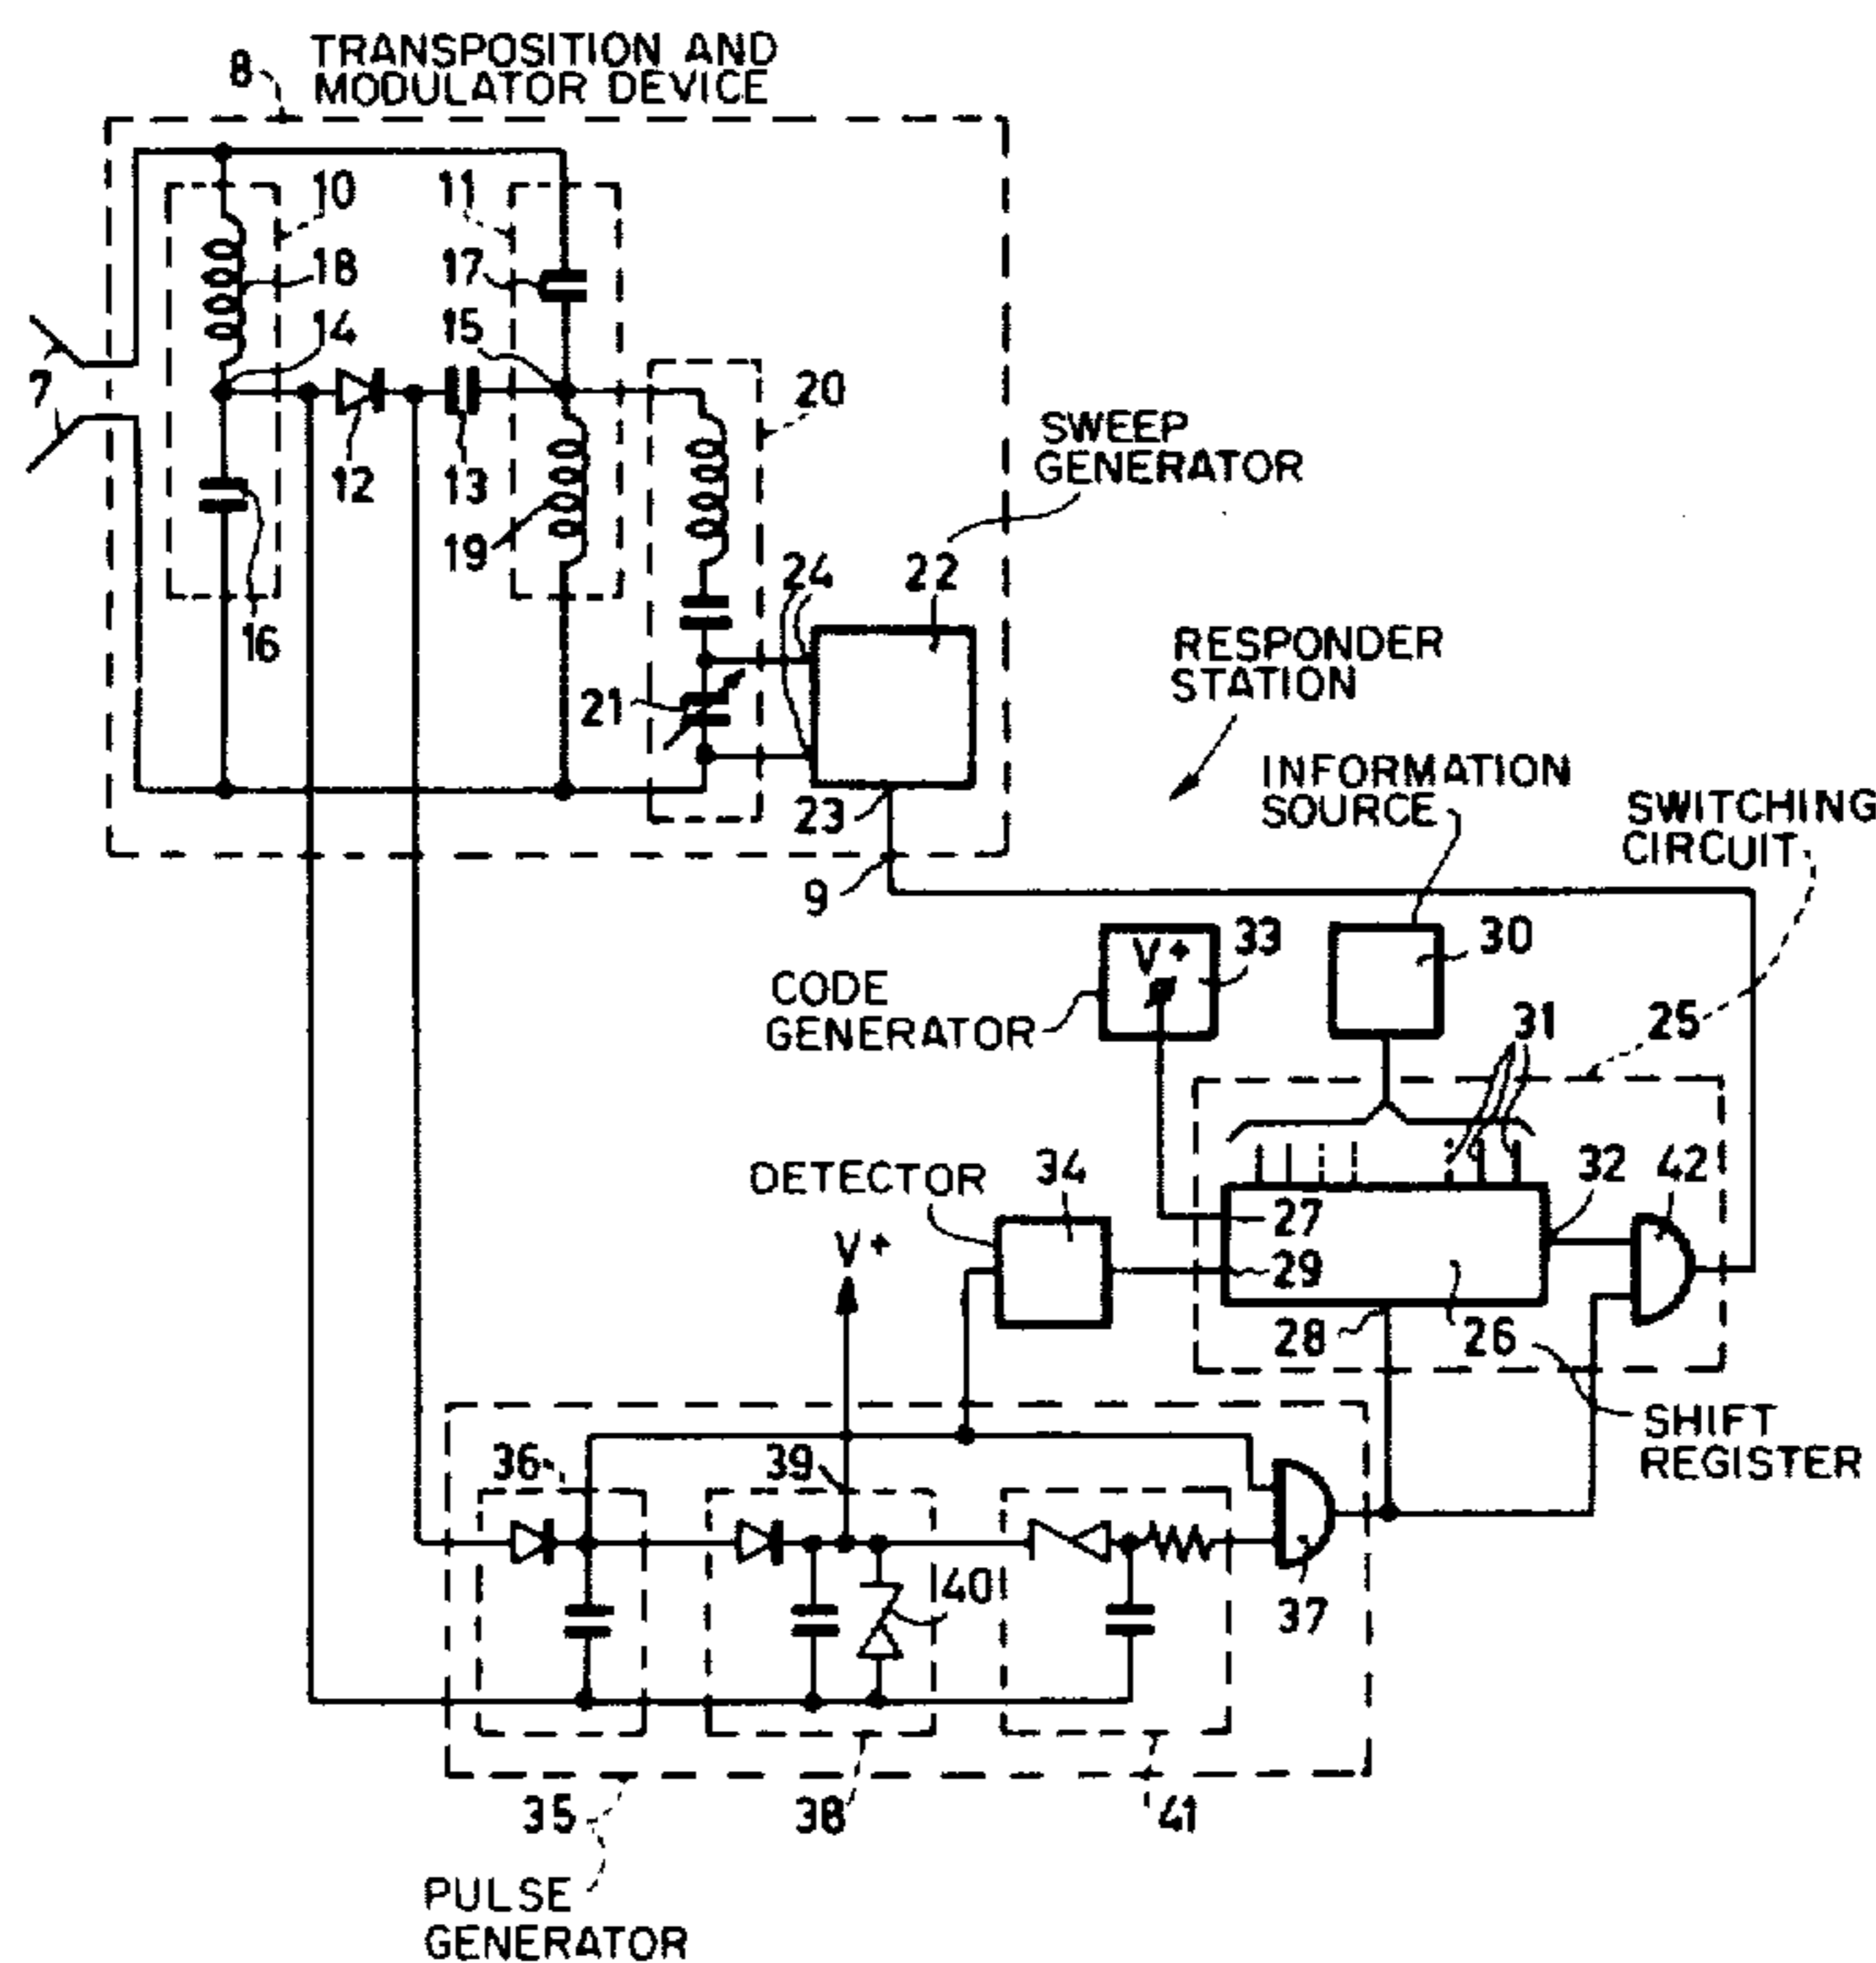 8
TRANSPOSITION AND
MODULATOR DEVICE
10
11
18
17
14
15
7
20
12
13
SWEEP
GENERATOR
19
24
22
16
RESPONDER
STATION
21
INFORMATION
SOURCE
23
SWITCHING
CIRCUIT
9
V+
33
30
CODE
GENERATOR
31
25
DETECTOR
34
32
42
27
V+
29
28
26
SHIFT
REGISTER
36
39
40
37
35
38
41
PULSE
GENERATOR